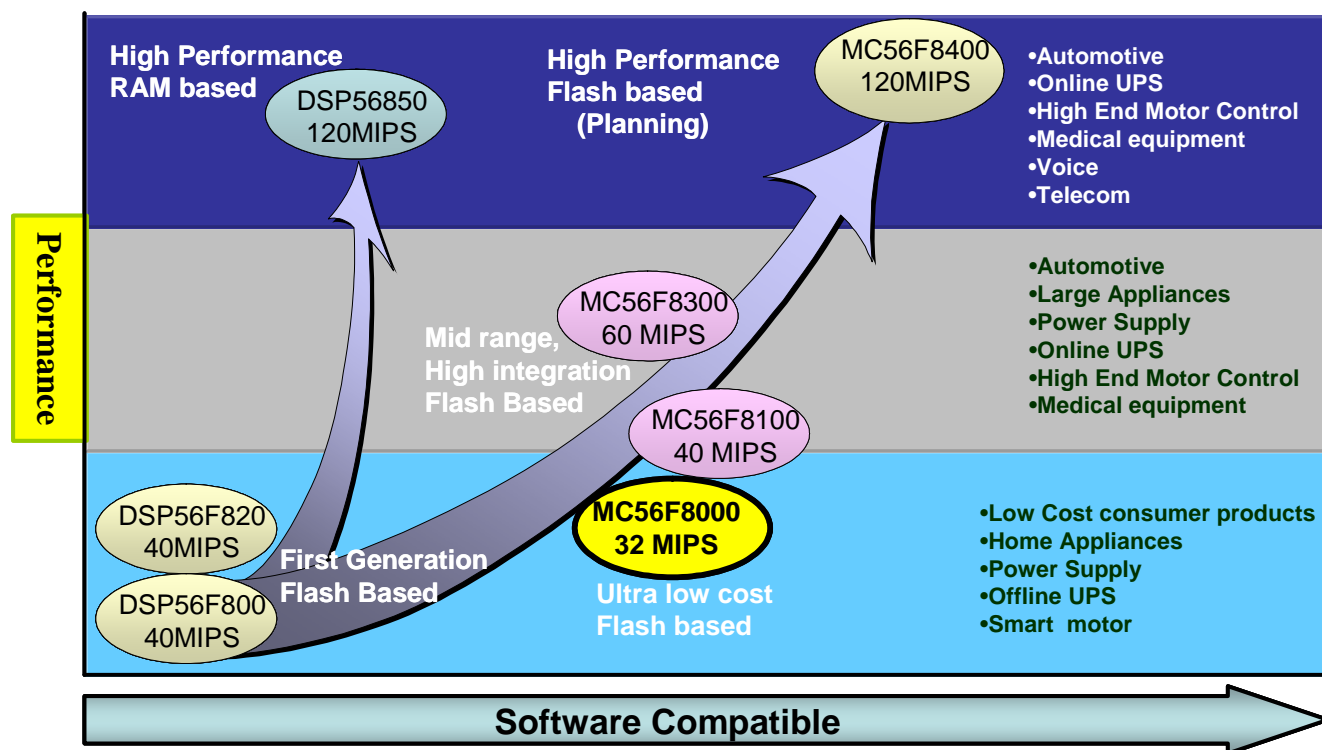 High Performance
RAM based
DSP56850
120MIPS
High Performance
Flash based
(Planning)
MC56F8400
120MIPS
•Automotive
•Online UPS
•High End Motor Control
•Medical equipment
•Voice
•Telecom
Performance
Mid range,
High integration
Flash Based
MC56F8300
60 MIPS
MC56F8100
40 MIPS
•Automotive
•Large Appliances
•Power Supply
•Online UPS
•High End Motor Control
•Medical equipment
DSP56F820
40MIPS
DSP56F800
40MIPS
First Generation
Flash Based
MC56F8000
32 MIPS
Ultra low cost
Flash based
•Low Cost consumer products
•Home Appliances
•Power Supply
•Offline UPS
•Smart motor
Software Compatible